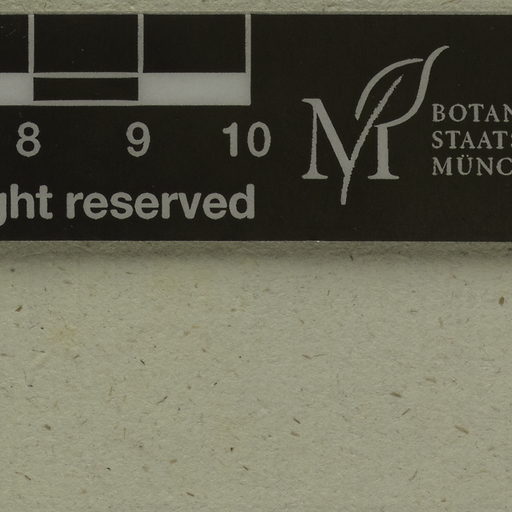 8 9 10
ght reserved
M
BOTAN
STAATS
MÜNC